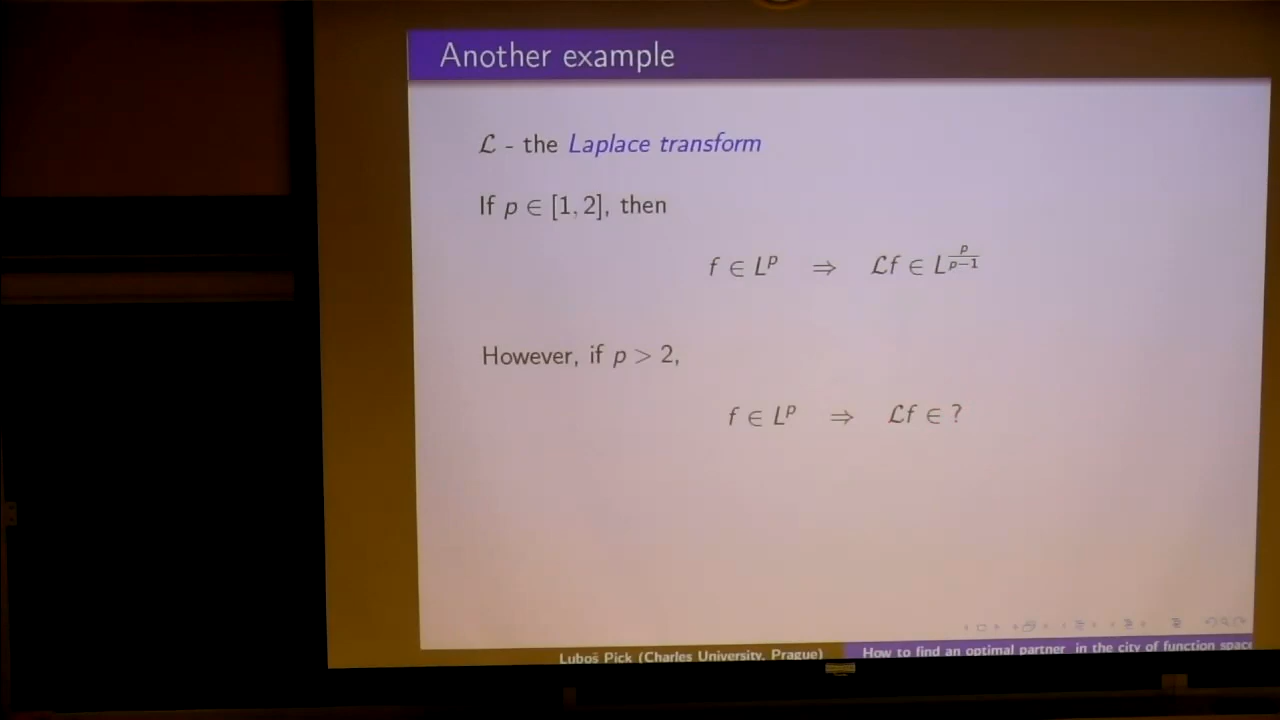 Another example
ℒ - the Laplace transform
If p ∈ [1, 2], then
f ∈ L^p ⇒ ℒf ∈ L^{\frac{p}{p−1}}
However, if p > 2,
f ∈ L^p ⇒ ℒf ∈ ?
Luboš Pick (Charles University, Prague) How to find an optimal partner in the city of function space